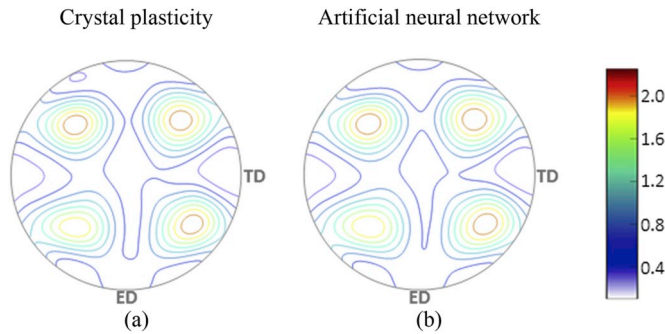 Crystal plasticity
Artificial neural network
TD
TD
2.0
1.6
1.2
0.8
0.4
ED
ED
(a)
(b)